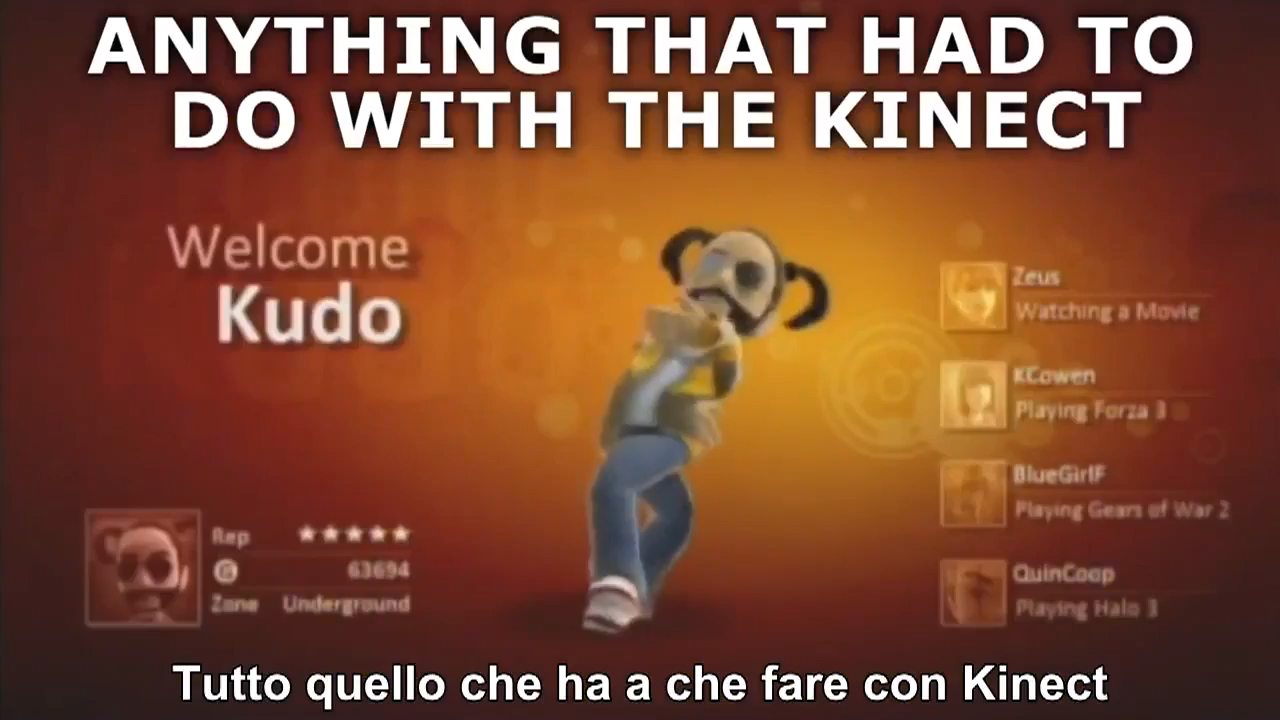 ANYTHING THAT HAD TO
DO WITH THE KINECT
Welcome
Kudo
Zeus
Watching a Movie
KCowen
Playing Forza 3
BlueGirlF
Playing Gears of War 2
QuinCoop
Playing Halo 3
Rep
G 63694
Zone Underground
Tutto quello che ha a che fare con Kinect